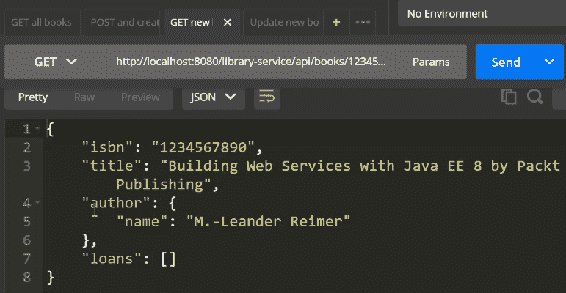 GET all books POST and creat GET new Update new bo + ••• No Environment
GET http://localhost:8080/library-service/api/books/12345... Params Send
Pretty Raw Preview JSON
1 {
2 "isbn": "1234567890",
3 "title": "Building Web Services with Java EE 8 by Packt
Publishing",
4 "author": {
5 "name": "M.-Leander Reimer"
6 },
7 "loans": []
8 }